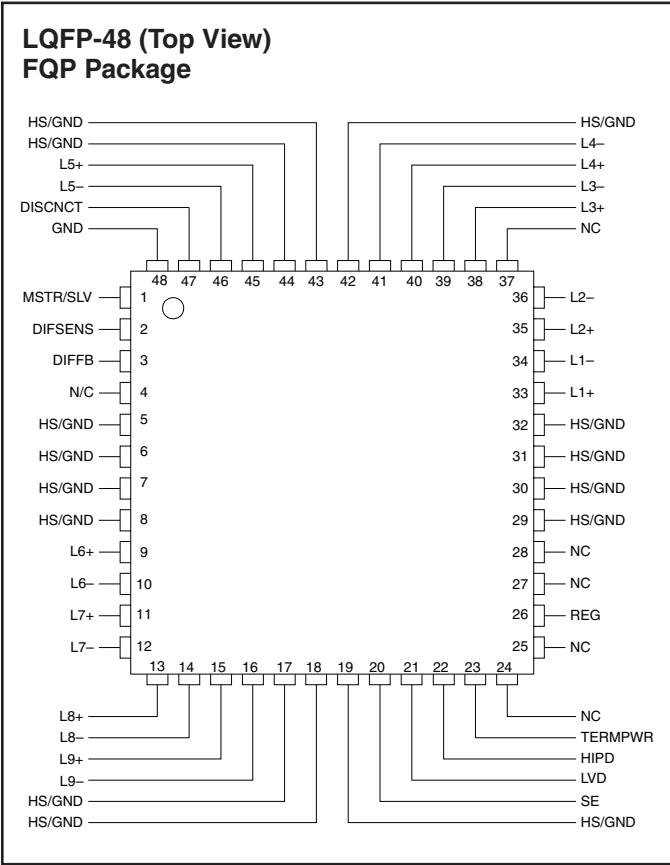 LQFP-48 (Top View)
FQP Package
HS/GND
HS/GND
L5+
L5–
DISCNCT
GND
HS/GND
L4–
L4+
L3–
L3+
NC
48 47 46 45 44 43 42 41 40 39 38 37
MSTR/SLV 1 36 L2–
DIFSENS 2 35 L2+
DIFFB 3 34 L1–
N/C 4 33 L1+
HS/GND 5 32 HS/GND
HS/GND 6 31 HS/GND
HS/GND 7 30 HS/GND
HS/GND 8 29 HS/GND
L6+ 9 28 NC
L6– 10 27 NC
L7+ 11 26 REG
L7– 12 25 NC
13 14 15 16 17 18 19 20 21 22 23 24
L8+
L8–
L9+
L9–
HS/GND
HS/GND
NC
TERMPWR
HIPD
LVD
SE
HS/GND